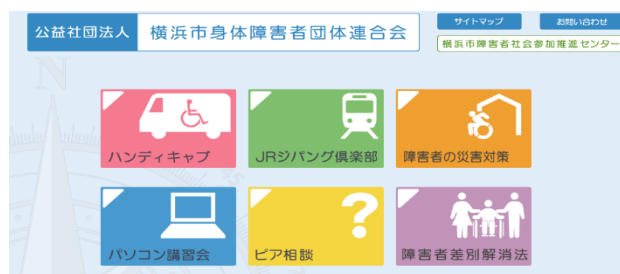 公益社団法人 横浜市身体障害者団体連合会
サイトマップ お問い合わせ
横浜市障害者社会参加推進センター
ハンディキャブ JRジパング倶楽部 障害者の災害対策
パソコン講習会 ピア相談 障害者差別解消法
N
?